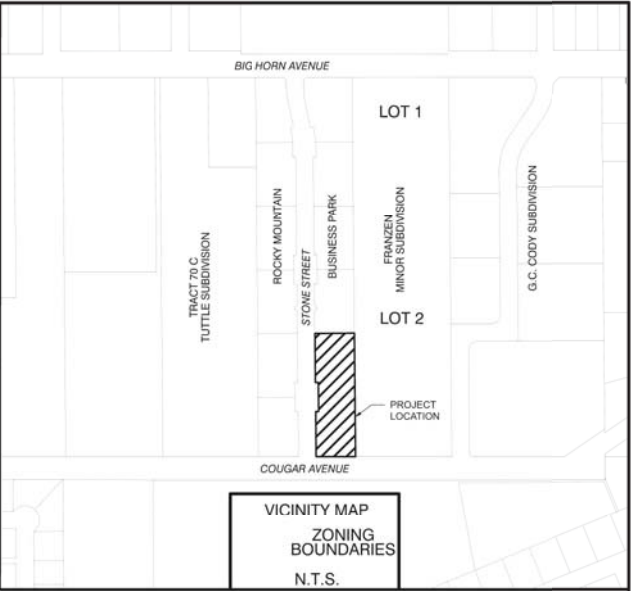 BIG HORN AVENUE
LOT 1
ROCKY MOUNTAIN
BUSINESS PARK
STONE STREET
FRANZEN
MINOR SUBDIVISION
G.C. CODY SUBDIVISION
TRACT 70 C
TUTTLE SUBDIVISION
LOT 2
PROJECT
LOCATION
COUGAR AVENUE
VICINITY MAP
ZONING
BOUNDARIES
N.T.S.